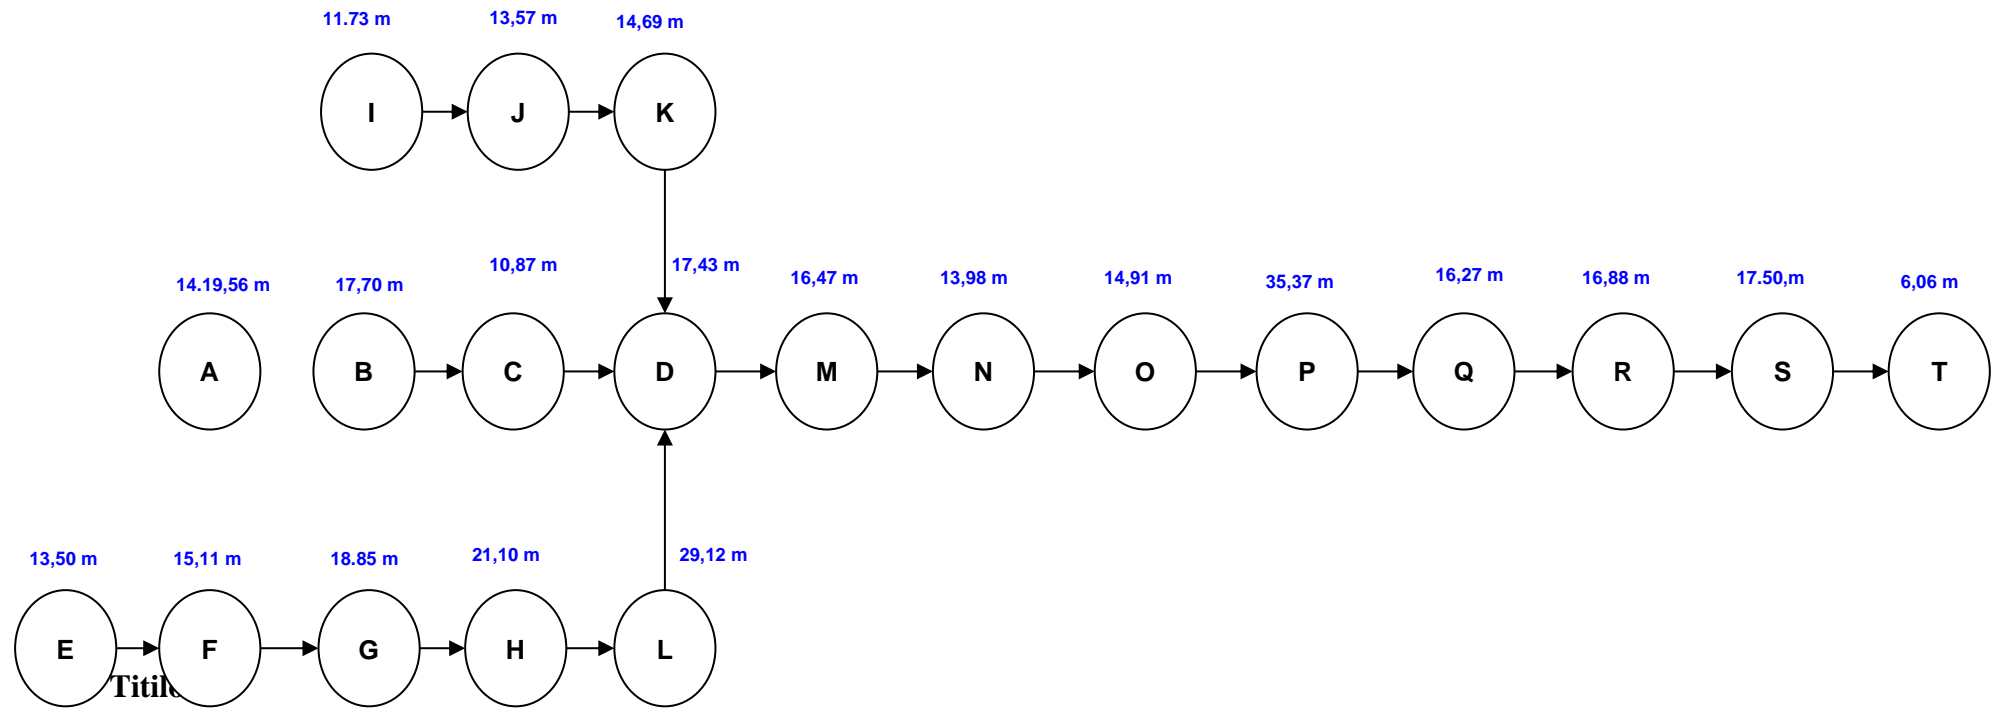 11.73 m 13,57 m 14,69 m
I J K
14.19,56 m 17,70 m 10,87 m 17,43 m 16,47 m 13,98 m 14,91 m 35,37 m 16,27 m 16,88 m 17.50,m 6,06 m
A B C D M N O P Q R S T
13,50 m 15,11 m 18.85 m 21,10 m 29,12 m
E F G H L